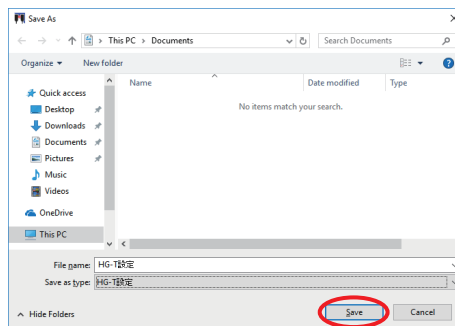 Save As
This PC > Documents
Search Documents
Organize
New folder
Name
Date modified
Type
Quick access
No items match your search.
Desktop
Downloads
Documents
Pictures
Music
Videos
OneDrive
This PC
File name: HG-T設定
Save as type: HG-T設定
Hide Folders
Save
Cancel